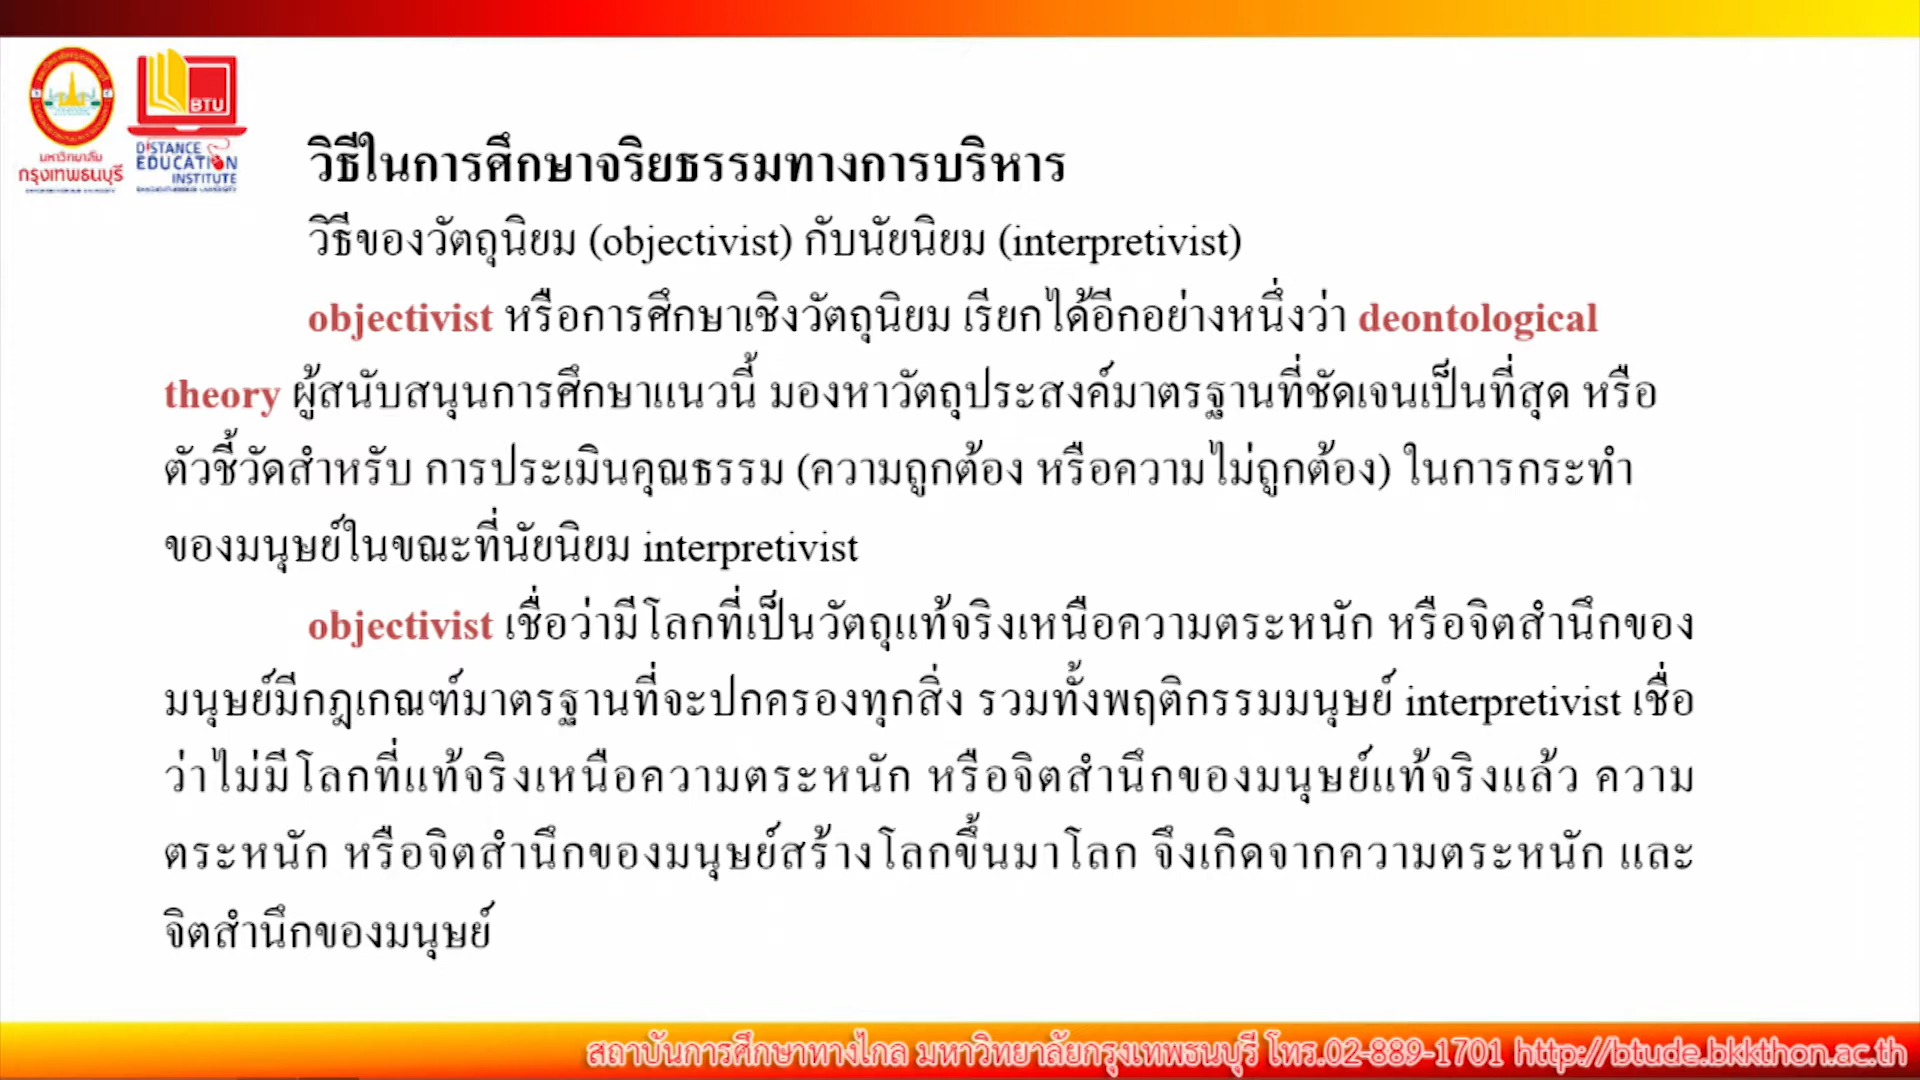 มหาวิทยาลัย
กรุงเทพธนบุรี
BTU
DISTANCE
EDUCATION
INSTITUTE
วิธีในการศึกษาจริยธรรมทางการบริหาร
วิธีของวัตถุนิยม (objectivist) กับนัยนิยม (interpretivist)
objectivist หรือการศึกษาเชิงวัตถุนิยม เรียกได้อีกอย่างหนึ่งว่า deontological
theory ผู้สนับสนุนการศึกษาแนวนี้ มองหาวัตถุประสงค์มาตรฐานที่ชัดเจนเป็นที่สุด หรือ
ตัวชี้วัดสำหรับ การประเมินคุณธรรม (ความถูกต้อง หรือความไม่ถูกต้อง) ในการกระทำ
ของมนุษย์ในขณะที่นัยนิยม interpretivist
objectivist เชื่อว่ามีโลกที่เป็นวัตถุแท้จริงเหนือความตระหนัก หรือจิตสำนึกของ
มนุษย์มีกฎเกณฑ์มาตรฐานที่จะปกครองทุกสิ่ง รวมทั้งพฤติกรรมมนุษย์ interpretivist เชื่อ
ว่าไม่มีโลกที่แท้จริงเหนือความตระหนัก หรือจิตสำนึกของมนุษย์แท้จริงแล้ว ความ
ตระหนัก หรือจิตสำนึกของมนุษย์สร้างโลกขึ้นมาโลก จึงเกิดจากความตระหนัก และ
จิตสำนึกของมนุษย์
สถาบันการศึกษาทางไกล มหาวิทยาลัยกรุงเทพธนบุรี โทร.02-889-1701 http://btude.bkkthon.ac.th